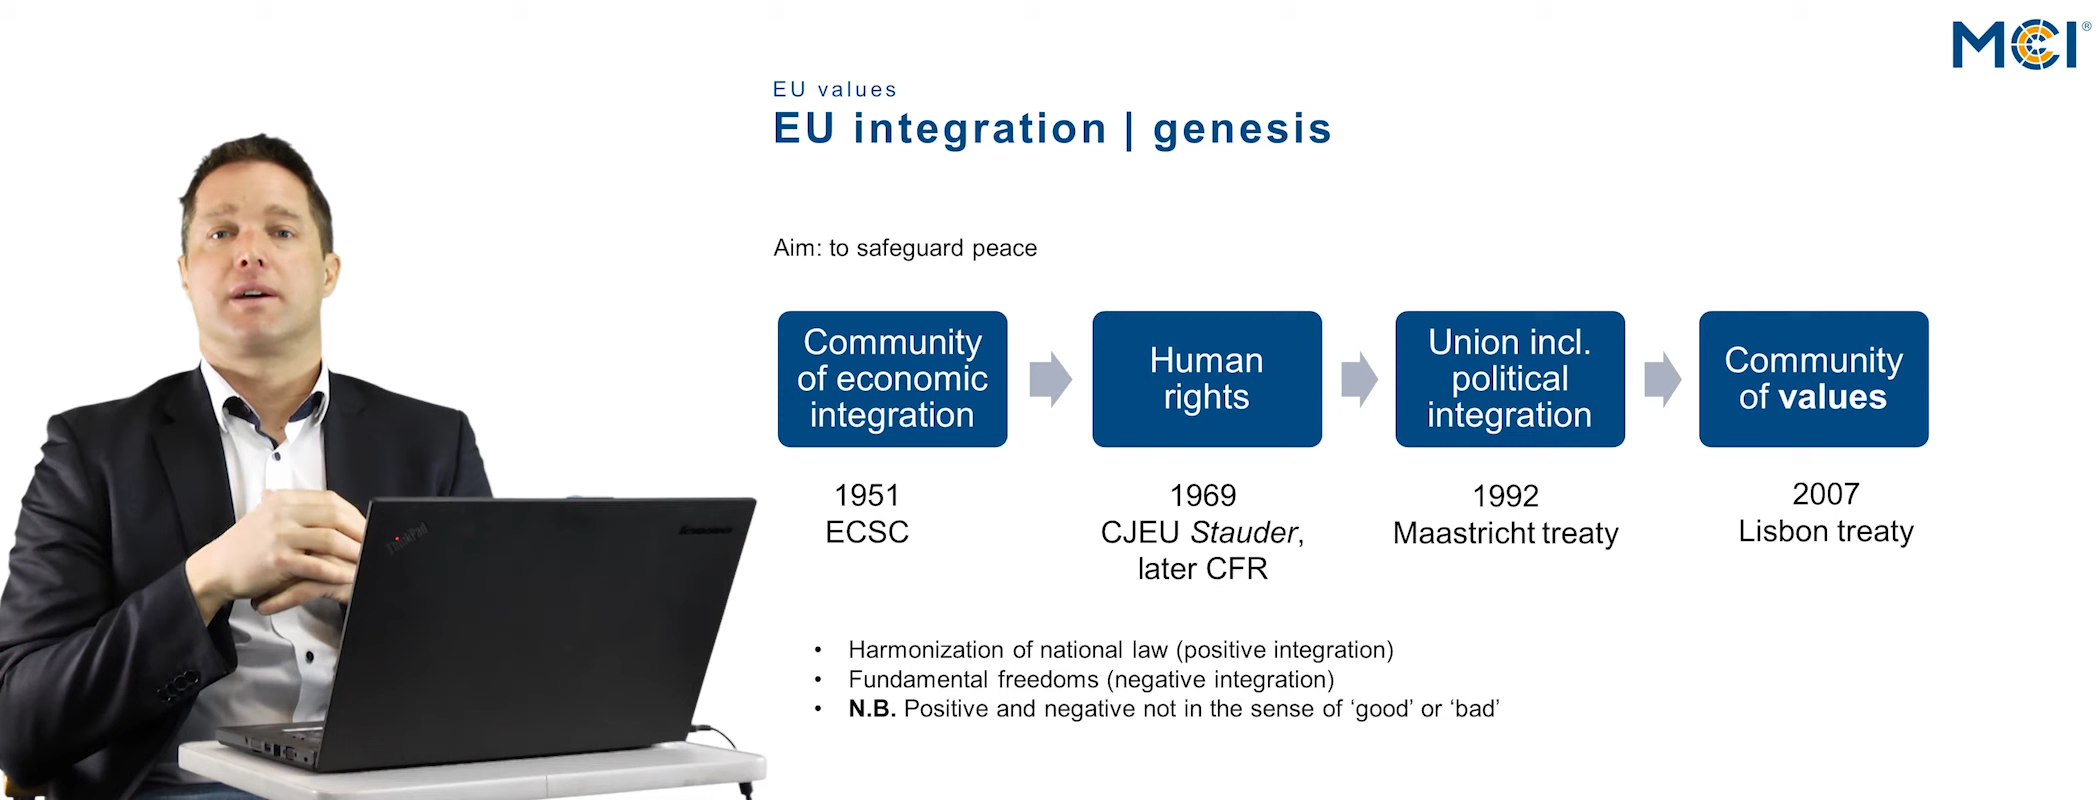 MCI®
EU values
EU integration | genesis
Aim: to safeguard peace
Community
of economic
integration
Human
rights
Union incl.
political
integration
Community
of values
1951
ECSC
1969
CJEU Stauder,
later CFR
1992
Maastricht treaty
2007
Lisbon treaty
• Harmonization of national law (positive integration)
• Fundamental freedoms (negative integration)
• N.B. Positive and negative not in the sense of ‘good’ or ‘bad’
ThinkPad